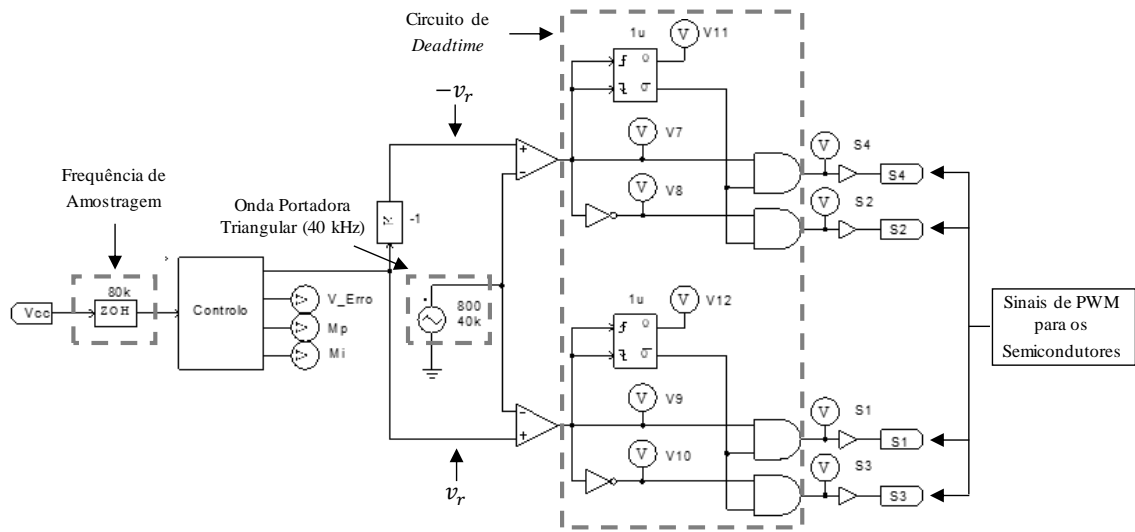 Circuito de
Deadtime
1u
V11
Q
Q
V7
V8
S4
S4
S2
S2
−v_r
Frequência de
Amostragem
Onda Portadora
Triangular (40 kHz)
K
-1
80k
Vcc
ZOH
Controlo
V_Erro
Mp
Mi
800
40k
1u
V12
Q
Q
V9
V10
S1
S1
S3
S3
v_r
Sinais de PWM
para os
Semicondutores
V
V
V
V
V
V
V
V
V
V
V
V
V
+
−
−
+